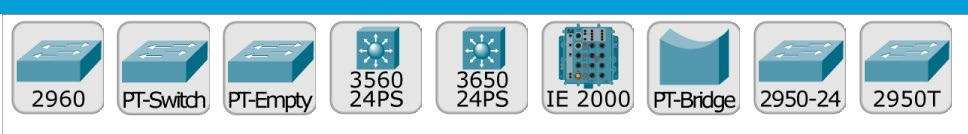 2960
PT-Switch
PT-Empty
3560
24PS
3650
24PS
IE 2000
PT-Bridge
2950-24
2950T